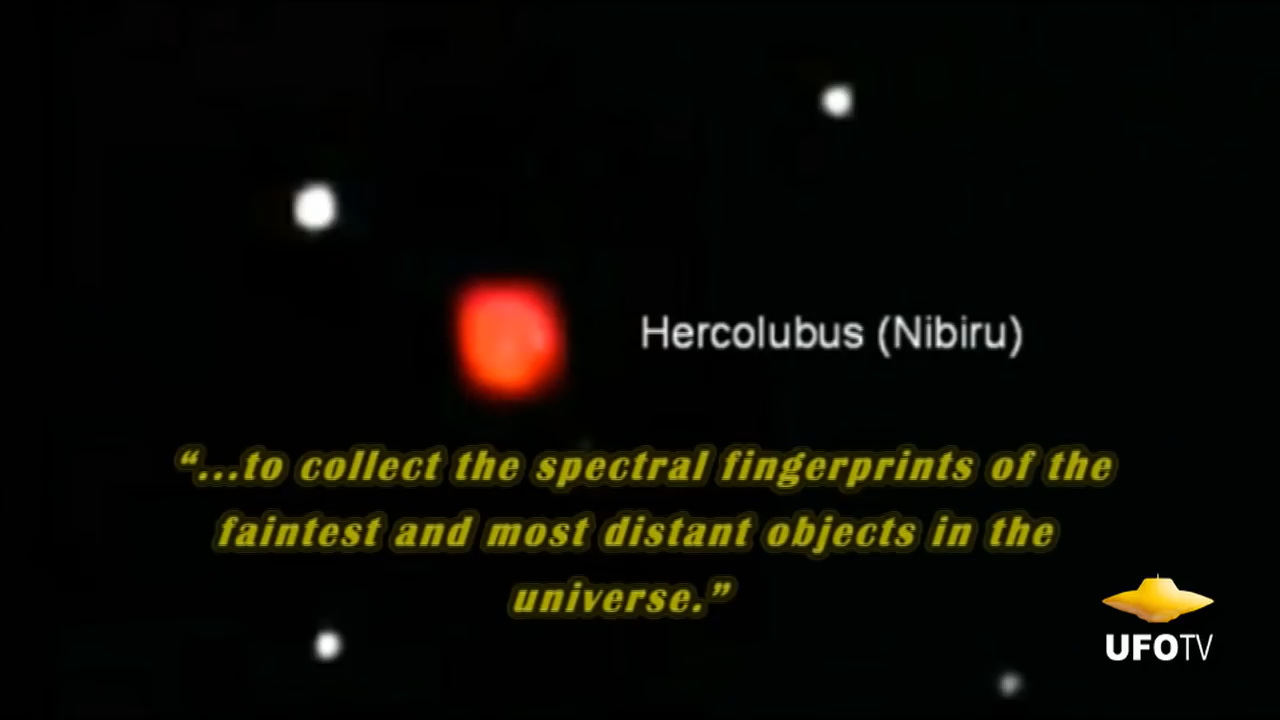 Hercolubus (Nibiru)
“...to collect the spectral fingerprints of the
faintest and most distant objects in the
universe.”
UFOTV